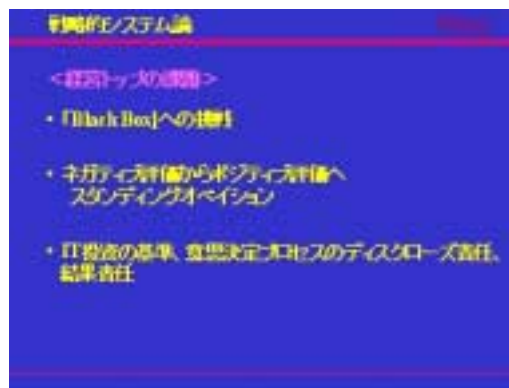 戦略的システム論
＜経営トップの課題＞
・「Black Box」への挑戦
・ネガティブ評価からポジティブ評価へ
スタンディングオベイション
・IT投資の基準、意思決定プロセスのディスクローズ責任、
結果責任